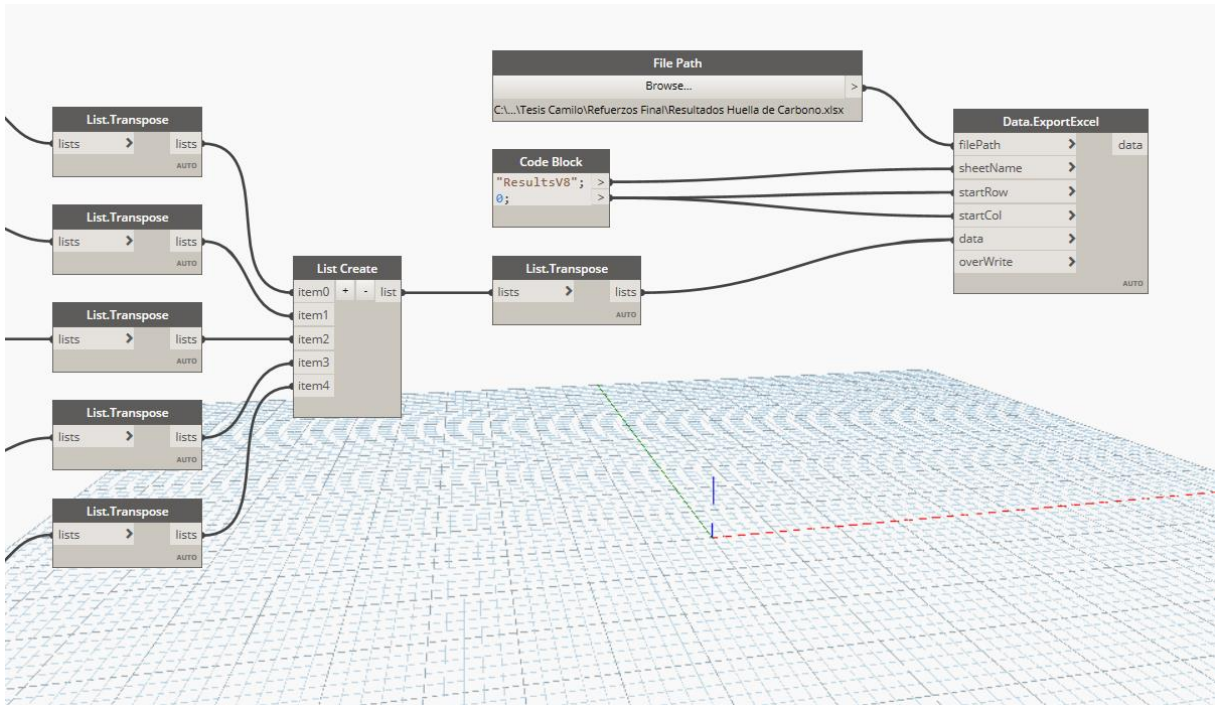 List.Transpose
lists > lists
AUTO
List.Transpose
lists > lists
AUTO
List.Transpose
lists > lists
AUTO
List.Transpose
lists > lists
AUTO
List.Transpose
lists > lists
AUTO
List Create
item0 + - list
item1
item2
item3
item4
File Path
Browse... >
C:\...\Tesis Camilo\Refuerzos Final\Resultados Huella de Carbono.xlsx
Code Block
"ResultsV8"; >
0; >
List.Transpose
lists > lists
AUTO
Data.ExportExcel
filePath > data
sheetName >
startRow >
startCol >
data >
overWrite >
AUTO